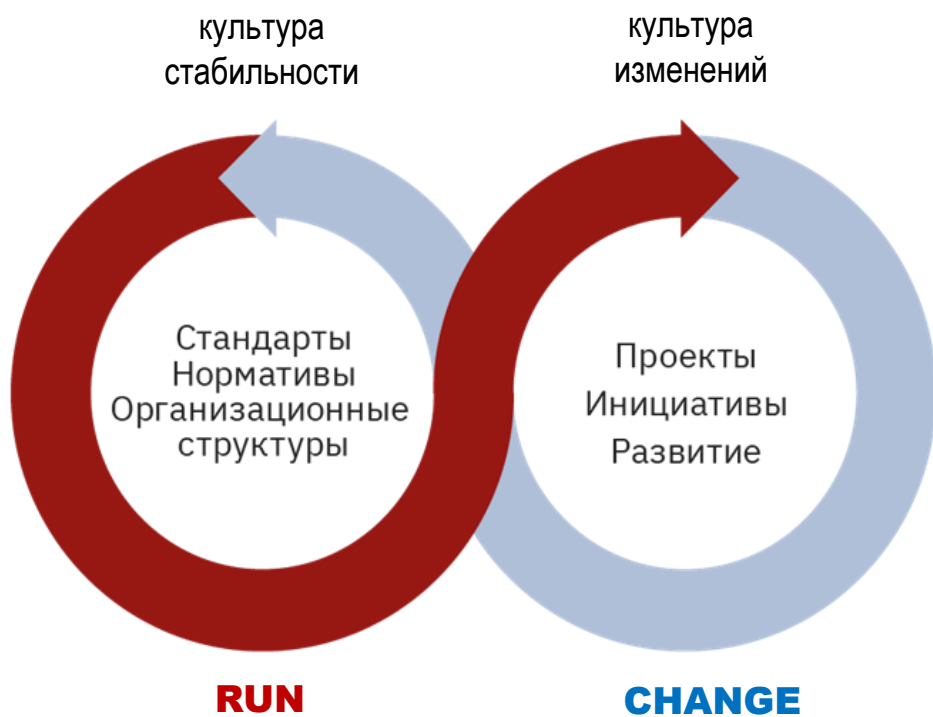 культура
стабильности
культура
изменений
Стандарты
Нормативы
Организационные
структуры
Проекты
Инициативы
Развитие
RUN
CHANGE